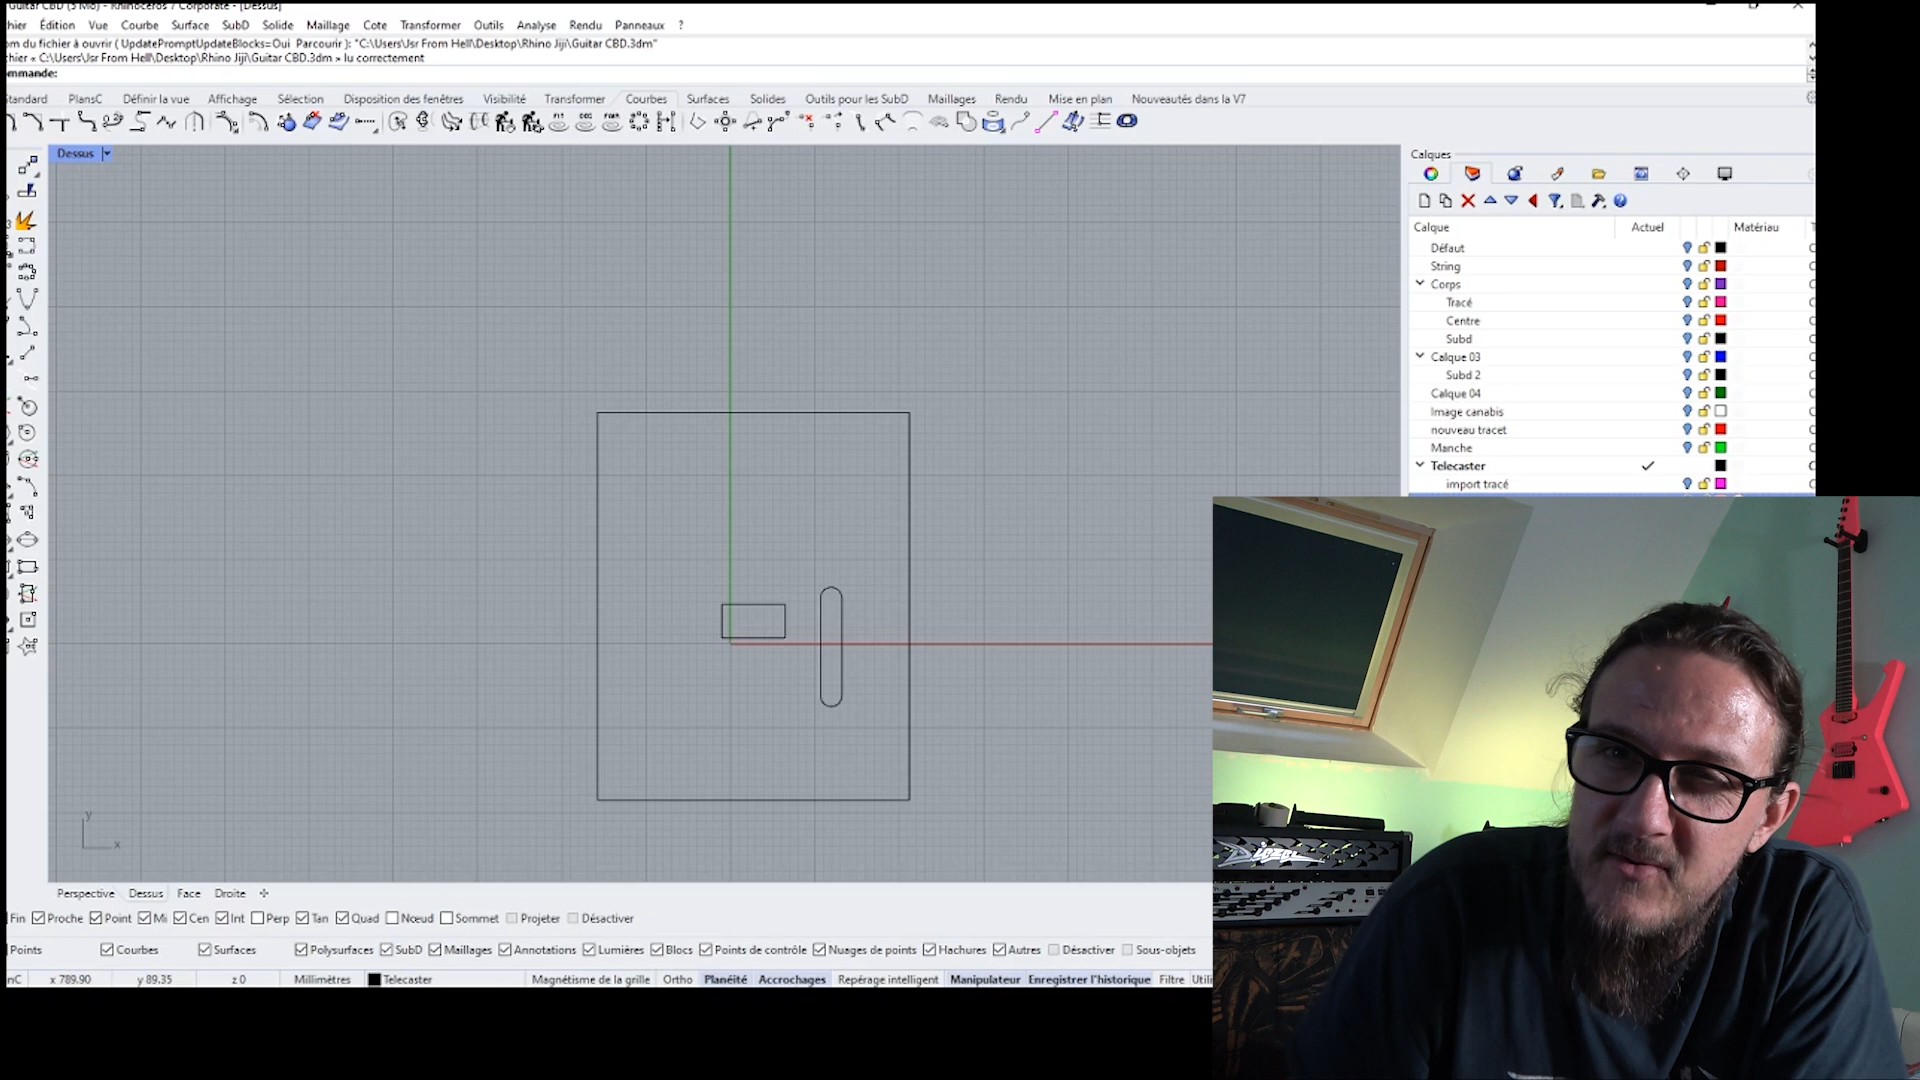 Guitar CBD (5 Mo) - Rhinoceros 7 Corporate - [Dessus]
hier Édition Vue Courbe Surface SubD Solide Maillage Cote Transformer Outils Analyse Rendu Panneaux ?
om du fichier à ouvrir ( UpdatePromptUpdateBlocks=Oui Parcourir ): "C:\Users\Jsr From Hell\Desktop\Rhino Jiji\Guitar CBD.3dm"
chier « C:\Users\Jsr From Hell\Desktop\Rhino Jiji\Guitar CBD.3dm » lu correctement
ommande:
tandard PlansC Définir la vue Affichage Sélection Disposition des fenêtres Visibilité Transformer Courbes Surfaces Solides Outils pour les SubD Maillages Rendu Mise en plan Nouveautés dans la V7
Dessus
Calques
Calque Actuel Matériau
Défaut
String
Corps
Tracé
Centre
Subd
Calque 03
Subd 2
Calque 04
Image canabis
nouveau tracet
Manche
Telecaster
import tracé
y
x
Perspective Dessus Face Droite
Fin Proche Point Mi Cen Int Perp Tan Quad Nœud Sommet Projeter Désactiver
Points Courbes Surfaces Polysurfaces SubD Maillages Annotations Lumières Blocs Points de contrôle Nuages de points Hachures Autres Désactiver Sous-objets
nC x 789.90 y 89.35 z 0 Millimètres Telecaster Magnétisme de la grille Ortho Planéité Accrochages Repérage intelligent Manipulateur Enregistrer l'historique Filtre Utili
Diezel